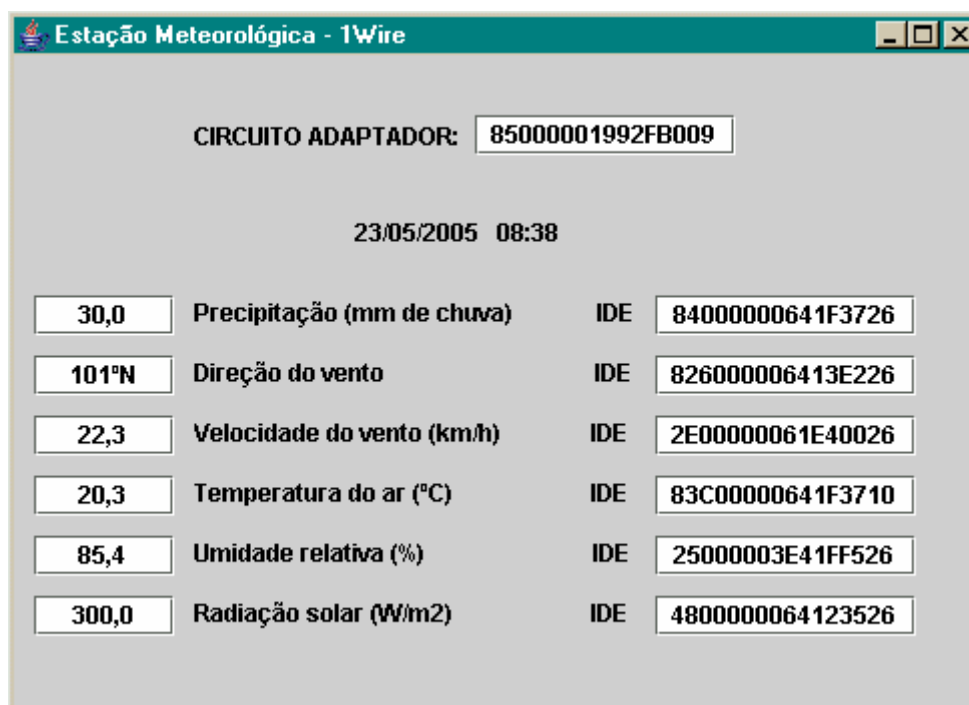 Estação Meteorológica - 1Wire
CIRCUITO ADAPTADOR: 85000001992FB009
23/05/2005 08:38
30,0 Precipitação (mm de chuva) IDE 84000000641F3726
101ºN Direção do vento IDE 826000006413E226
22,3 Velocidade do vento (km/h) IDE 2E00000061E40026
20,3 Temperatura do ar (ºC) IDE 83C00000641F3710
85,4 Umidade relativa (%) IDE 25000003E41FF526
300,0 Radiação solar (W/m2) IDE 4800000064123526